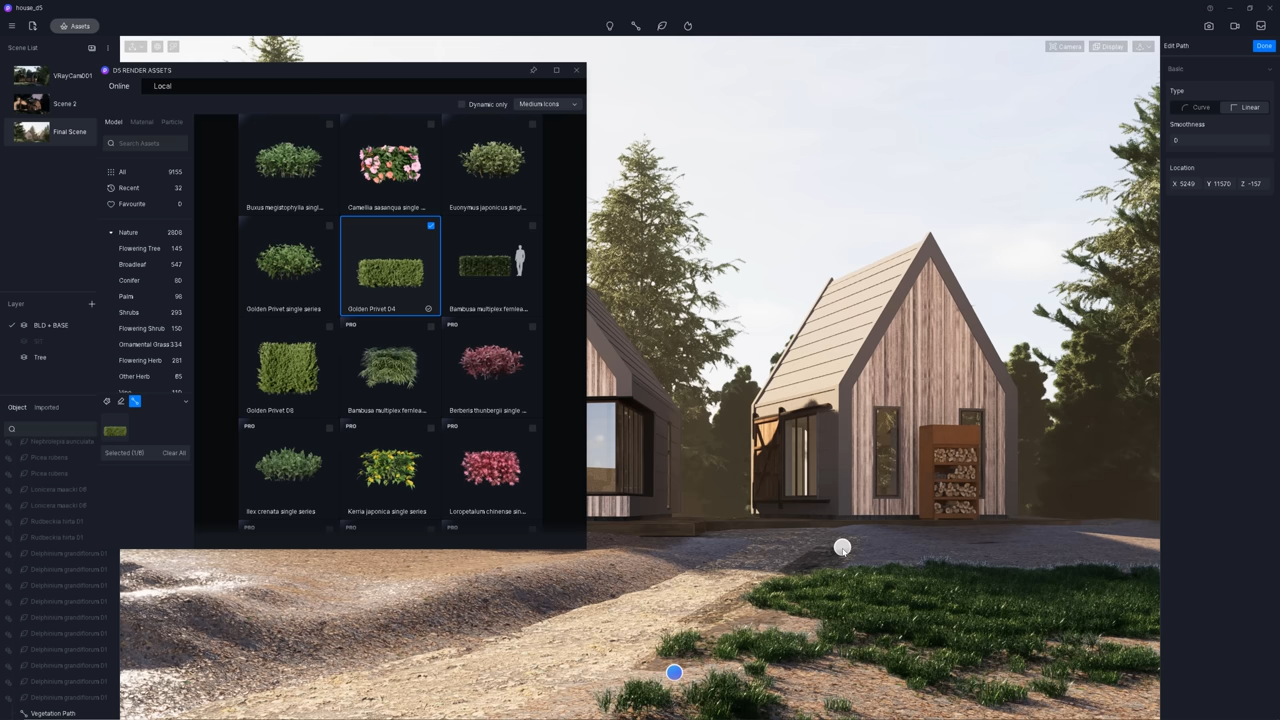 house_d5
Assets
Scene List
VRayCam001
Scene 2
Final Scene
Layer
BLD + BASE
Tree
Object
Imported
Nephrolepia auriculata
Picea rubens
Picea rubens
Lonicera maackii 06
Lonicera maackii 06
Rudbeckia hirta 01
Rudbeckia hirta 01
Delphinium grandiflorum 01
Delphinium grandiflorum 01
Delphinium grandiflorum 01
Delphinium grandiflorum 01
Delphinium grandiflorum 01
Delphinium grandiflorum 01
Delphinium grandiflorum 01
Delphinium grandiflorum 01
Delphinium grandiflorum 01
Delphinium grandiflorum 01
Vegetation Path
D5 RENDER ASSETS
Online
Local
Dynamic only
Medium Icons
Model
Material
Particle
Search Assets
All 9155
Recent 32
Favourite 0
Nature 2808
Flowering Tree 145
Broadleaf 547
Conifer 80
Palm 96
Shrubs 293
Flowering Shrub 150
Ornamental Grass 334
Flowering Herb 281
Other Herb 85
Selected (1/6)
Clear All
Buxus megistophylla singl...
Camellia sasanqua single ...
Euonymus japonicus singl...
Golden Privet single series
Golden Privet 04
Bambusa multiplex fernlea...
PRO
PRO
Golden Privet 06
Bambusa multiplex fernlea...
Berberis thunbergii single ...
PRO
PRO
PRO
Ilex crenata single series
Kerria japonica single series
Loropetalum chinense sin...
PRO
PRO
PRO
Camera
Display
Edit Path
Done
Basic
Type
Curve
Linear
Smoothness
0
Location
X 5249 Y 11570 Z -157